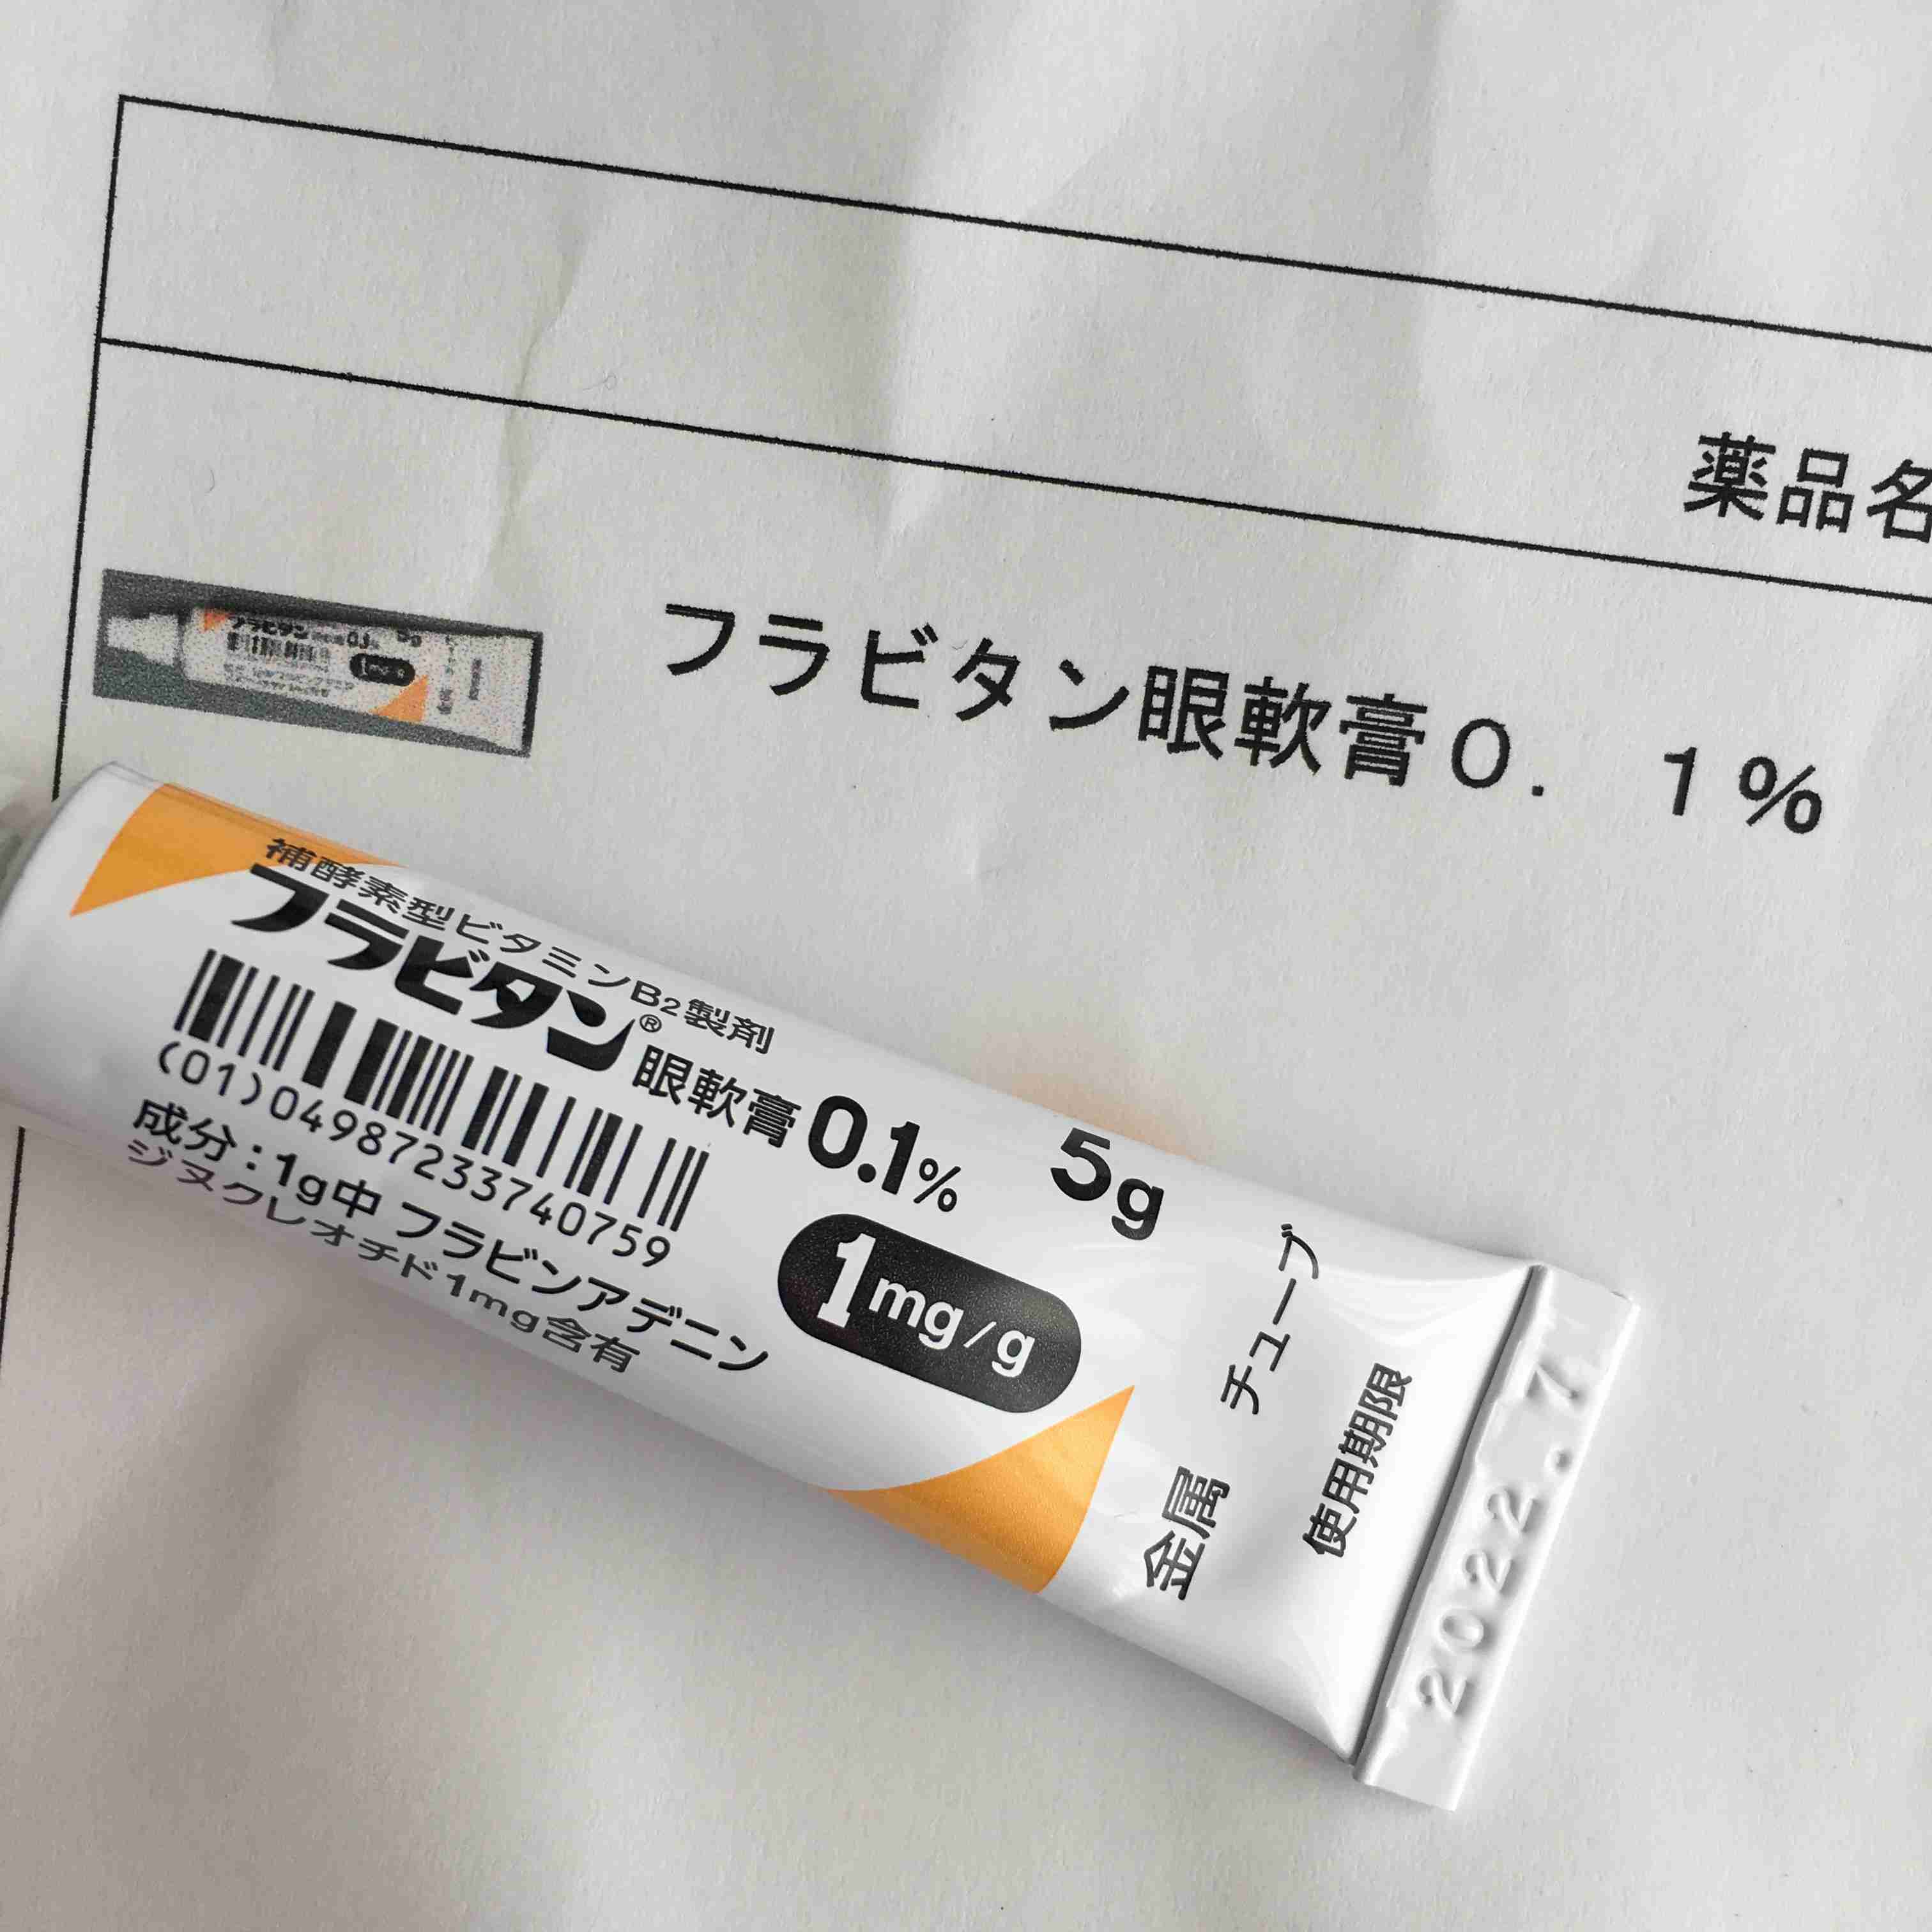 薬品名
フラビタン眼軟膏0. 1%
補酵素型ビタミンB2製剤
フラビタン® 眼軟膏 0.1% 5g
(01)04987233740759
1mg/g
成分:1g中 フラビンアデニン
ジヌクレオチド1mg含有
金属 チューブ
使用期限
2022.7